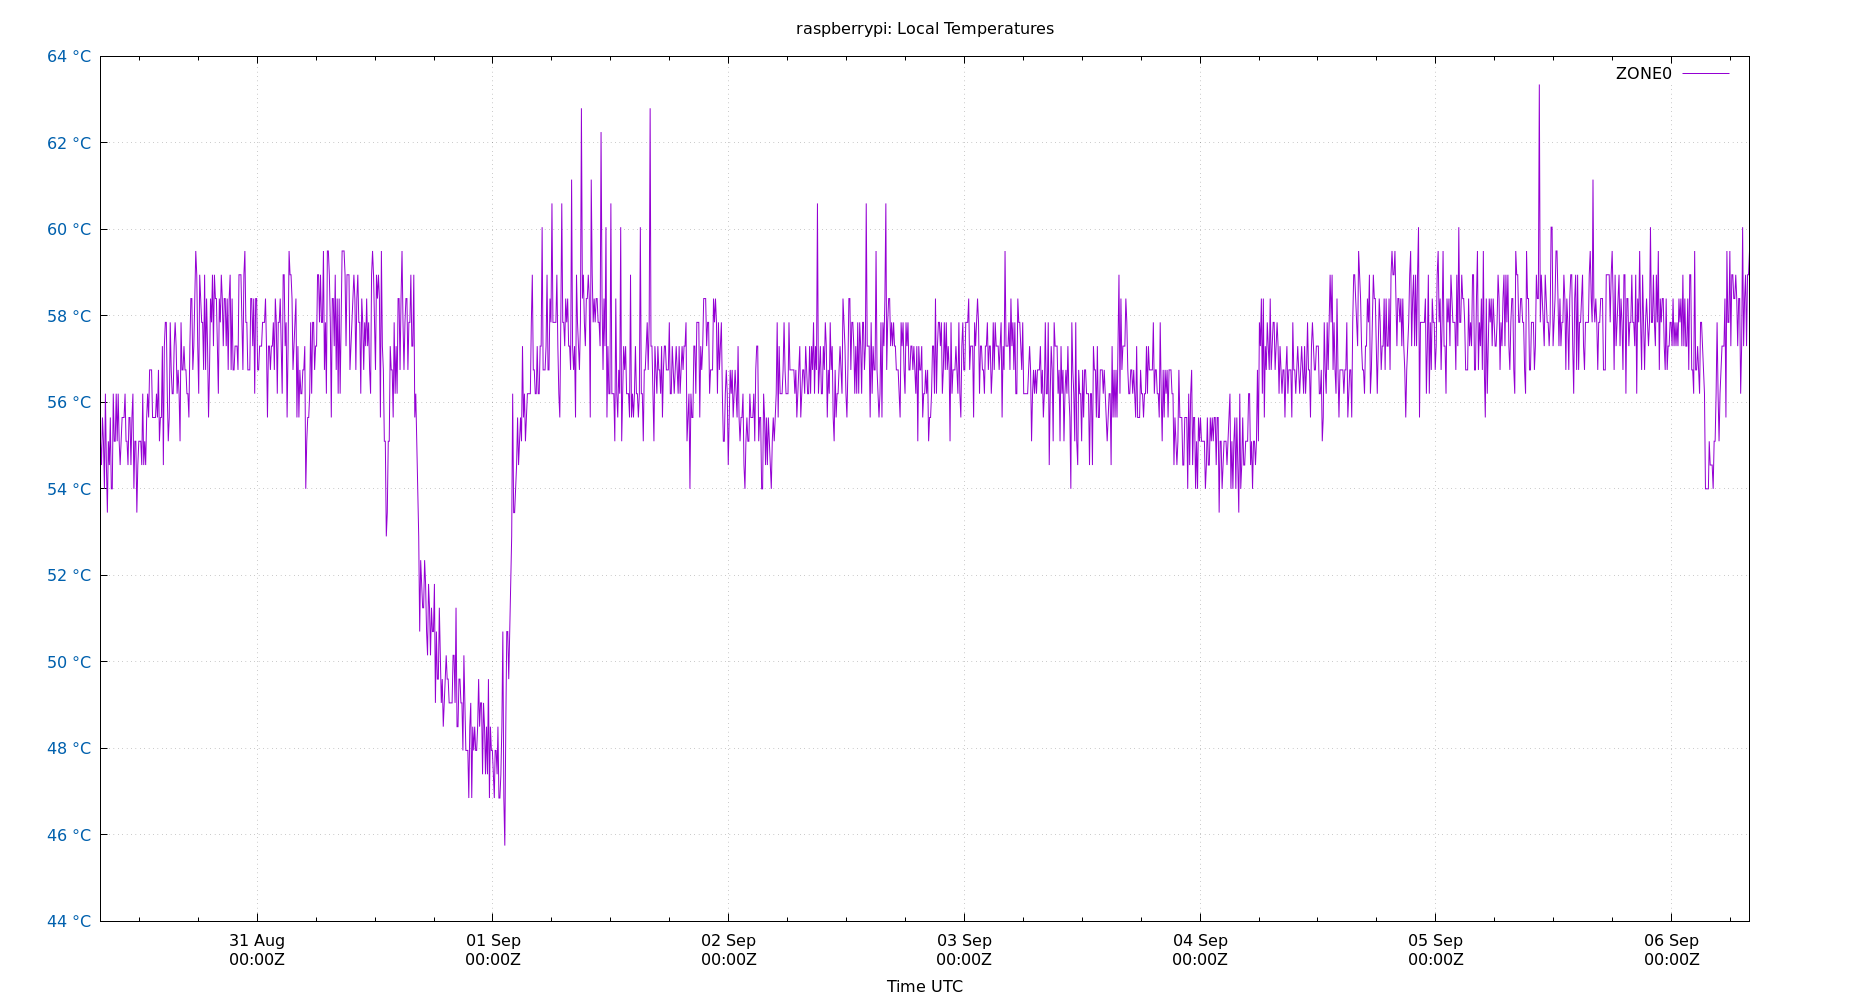 raspberrypi: Local Temperatures
64 °C
ZONE0
62 °C
60 °C
58 °C
56 °C
54 °C
52 °C
50 °C
48 °C
46 °C
44 °C
31 Aug 01 Sep 02 Sep 03 Sep 04 Sep 05 Sep 06 Sep
00:00Z 00:00Z 00:00Z 00:00Z 00:00Z 00:00Z 00:00Z
Time UTC